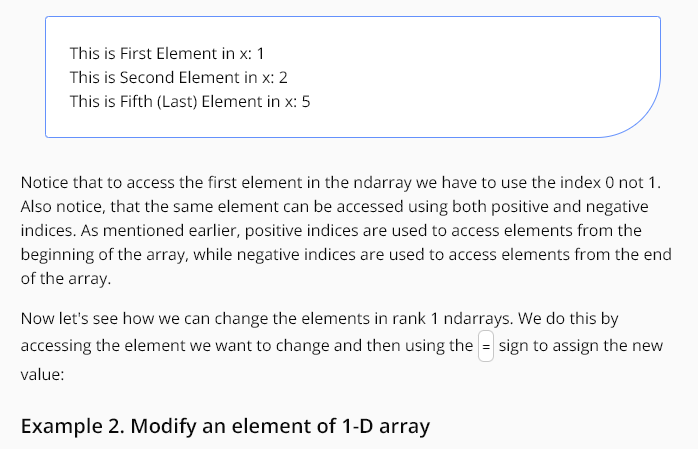 This is First Element in x: 1
This is Second Element in x: 2
This is Fifth (Last) Element in x: 5
Notice that to access the first element in the ndarray we have to use the index 0 not 1.
Also notice, that the same element can be accessed using both positive and negative
indices. As mentioned earlier, positive indices are used to access elements from the
beginning of the array, while negative indices are used to access elements from the end
of the array.
Now let's see how we can change the elements in rank 1 ndarrays. We do this by
accessing the element we want to change and then using the = sign to assign the new
value:
Example 2. Modify an element of 1-D array